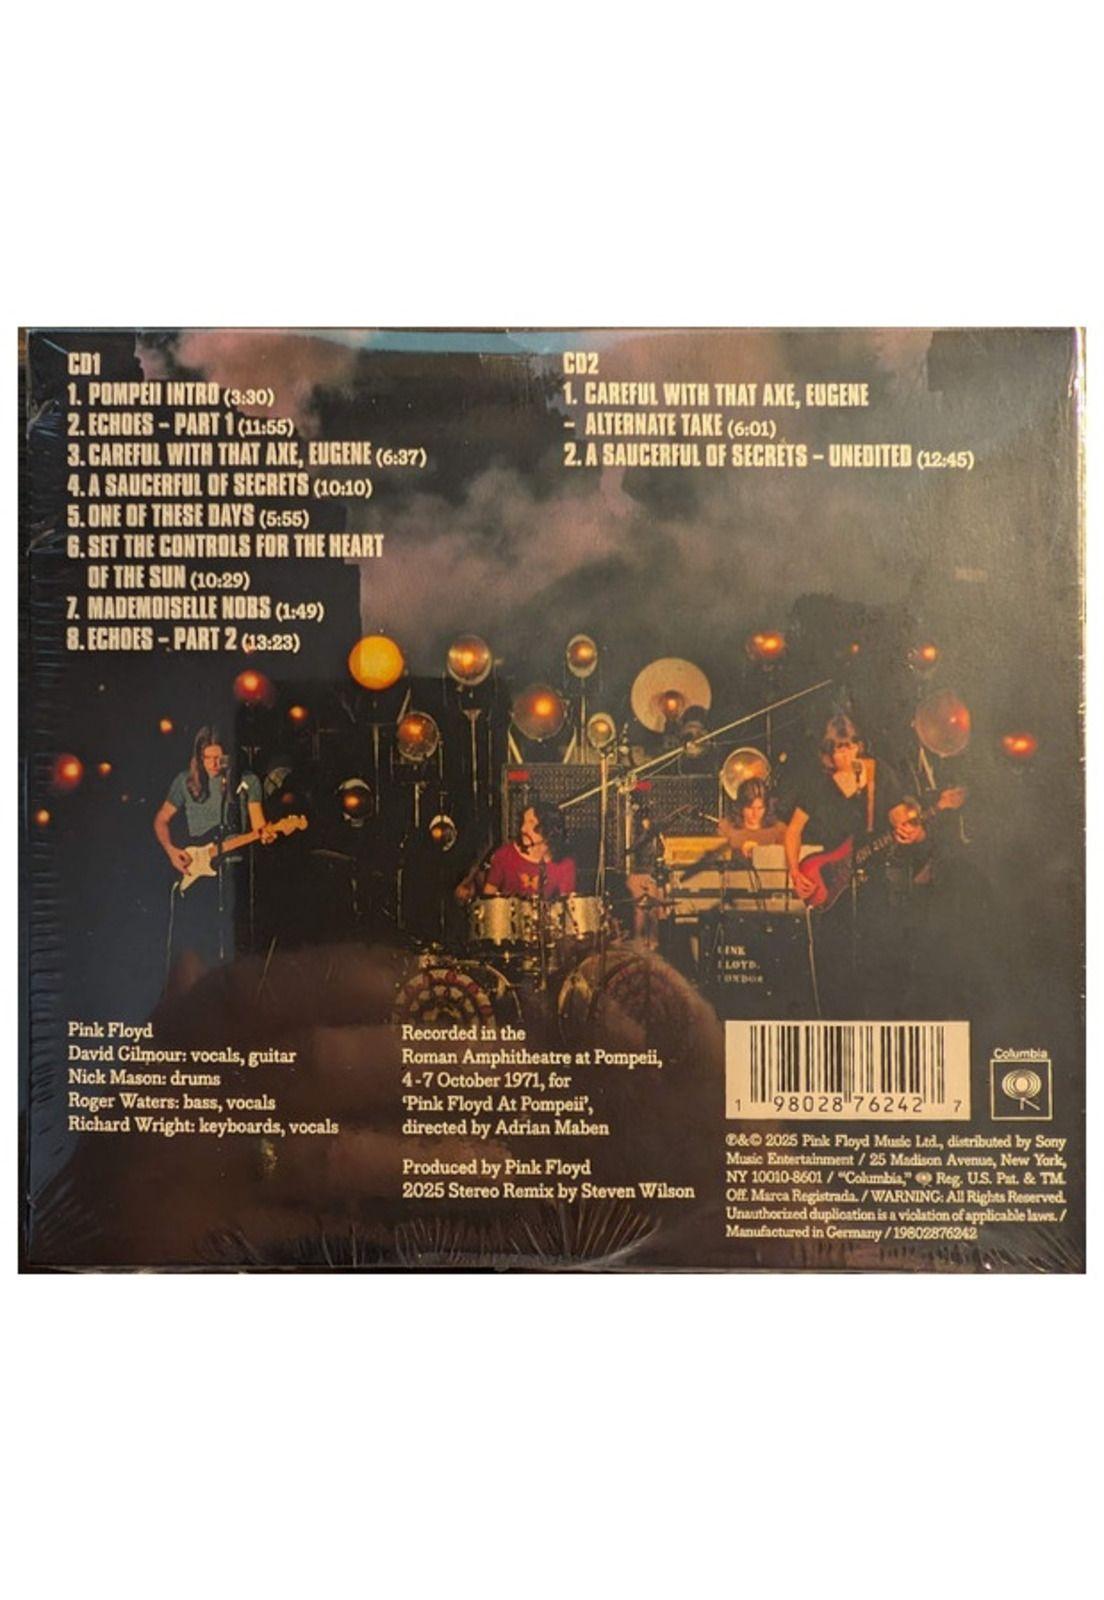 CD1
1. POMPEII INTRO (3:30)
2. ECHOES – PART 1 (11:55)
3. CAREFUL WITH THAT AXE, EUGENE (6:37)
4. A SAUCERFUL OF SECRETS (10:10)
5. ONE OF THESE DAYS (5:55)
6. SET THE CONTROLS FOR THE HEART
OF THE SUN (10:29)
7. MADEMOISELLE NOBS (1:49)
8. ECHOES – PART 2 (13:23)
CD2
1. CAREFUL WITH THAT AXE, EUGENE
– ALTERNATE TAKE (6:01)
2. A SAUCERFUL OF SECRETS – UNEDITED (12:45)
PINK
FLOYD.
LONDON
Pink Floyd
David Gilmour: vocals, guitar
Nick Mason: drums
Roger Waters: bass, vocals
Richard Wright: keyboards, vocals
Recorded in the
Roman Amphitheatre at Pompeii,
4-7 October 1971, for
‘Pink Floyd At Pompeii’,
directed by Adrian Maben
Produced by Pink Floyd
2025 Stereo Remix by Steven Wilson
1 98028 76242 7
Columbia
℗&© 2025 Pink Floyd Music Ltd., distributed by Sony
Music Entertainment / 25 Madison Avenue, New York,
NY 10010-8601 / “Columbia,” Reg. U.S. Pat. & TM.
Off. Marca Registrada. / WARNING: All Rights Reserved.
Unauthorized duplication is a violation of applicable laws. /
Manufactured in Germany / 19802876242